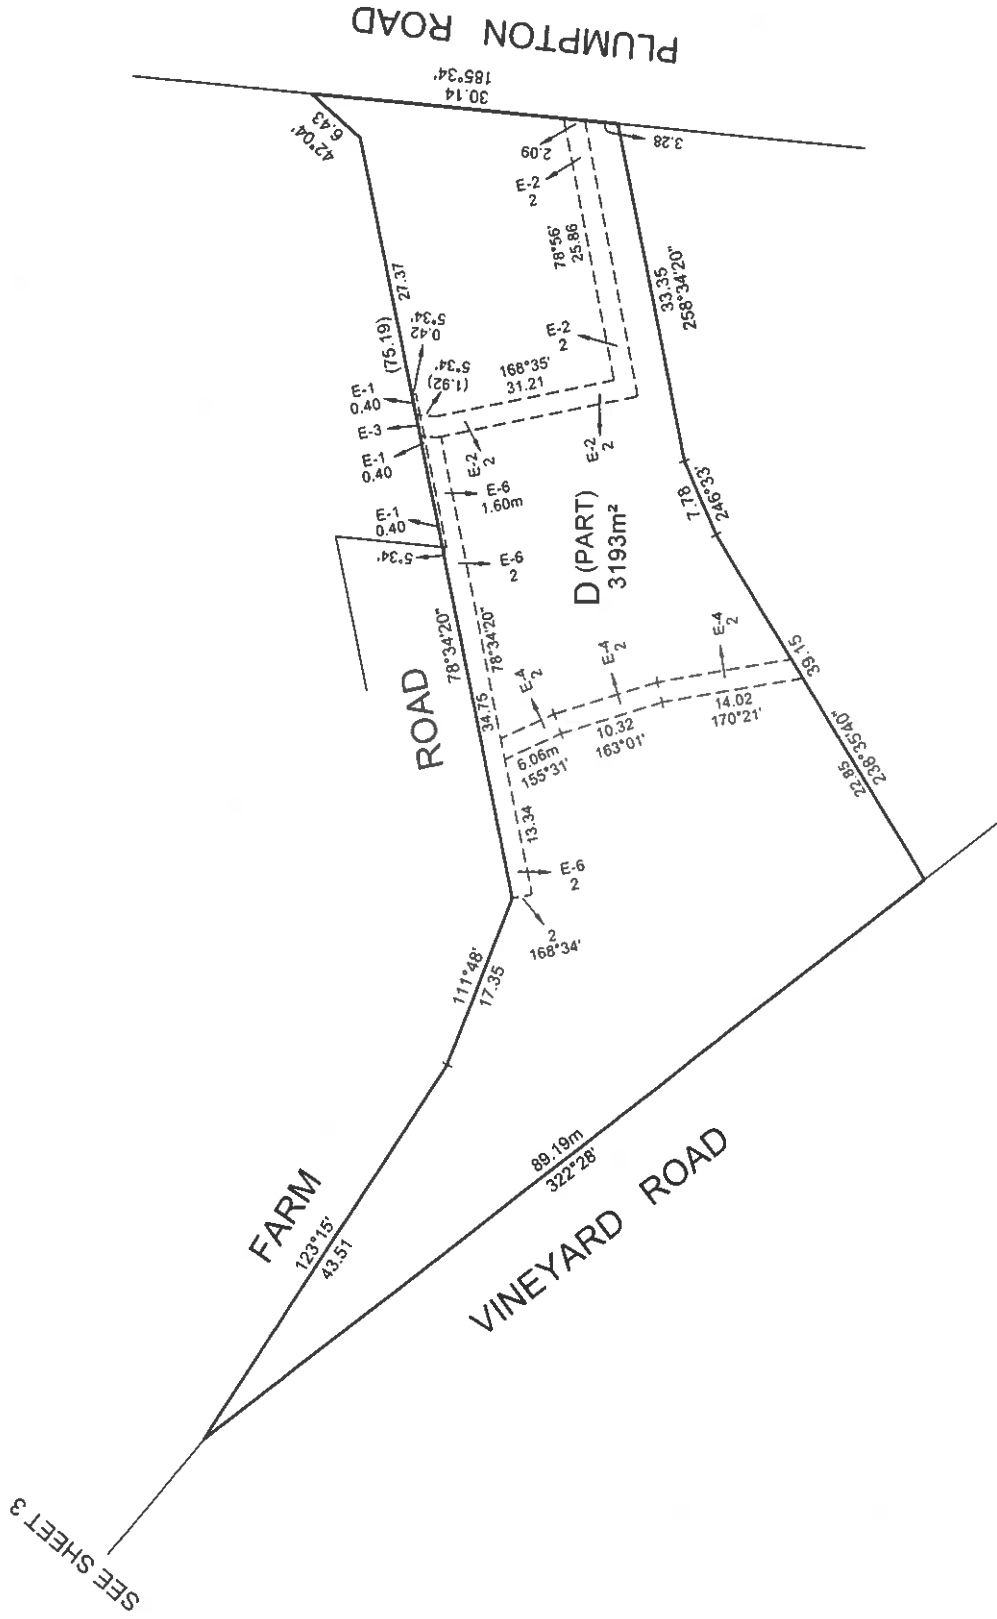 PLUMPTON ROAD
185°34'
30.14
42°04'
6.43
3.28
2.09
E-2
2
78°56'
25.86
27.37
(75.19)
5°34'
0.42
5°34'
(1.92)
E-1
0.40
E-3
E-1
0.40
E-1
0.40
5°34'
168°35'
31.21
E-2
2
33.35
258°34'20"
E-2
2
E-2
2
E-6
1.60m
E-6
2
D (PART)
3193m²
7.78
246°33'
ROAD
78°34'20"
34.75
78°34'20"
E-4
2
E-4
2
E-4
2
6.06m
155°31'
10.32
163°01'
14.02
170°21'
39.15
22.85
238°35'40"
13.34
E-6
2
2
168°34'
111°48'
17.35
FARM
123°15'
43.51
89.19m
322°28'
VINEYARD ROAD
SEE SHEET 3